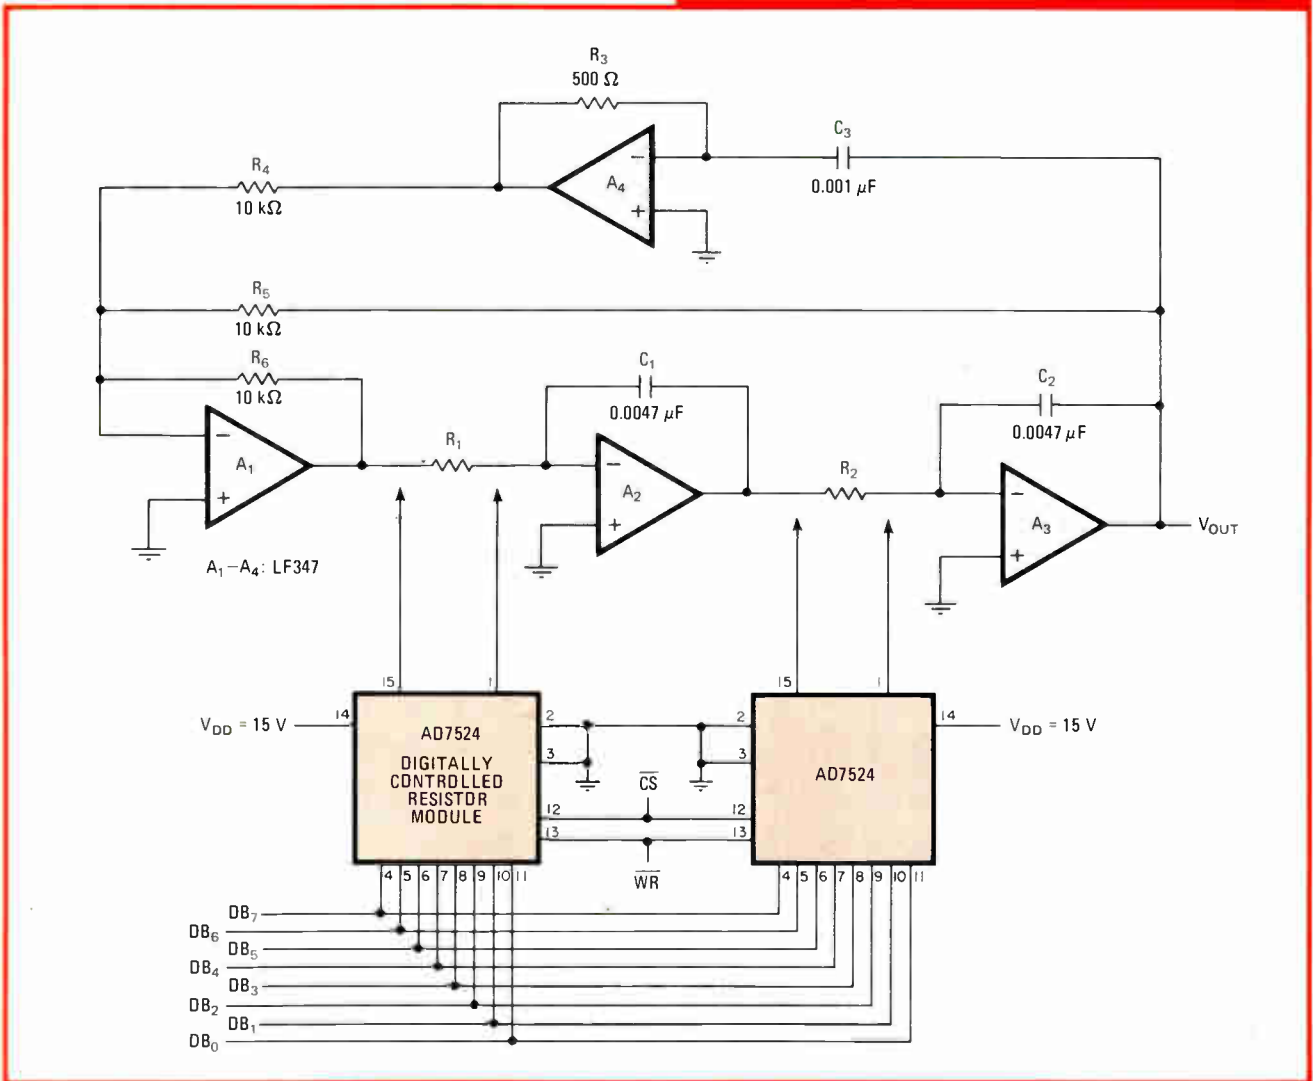 R3
500 Ω
C3
0.001 μF
A4
−
+
R4
10 kΩ
R5
10 kΩ
R6
10 kΩ
C1
0.0047 μF
C2
0.0047 μF
−
A1
+
R1
−
A2
+
R2
−
A3
+
VOUT
A1−A4: LF347
15
1
15
1
VDD = 15 V
14
AD7524
DIGITALLY
CONTROLLED
RESISTOR
MODULE
2
3
12
13
CS
WR
2
3
12
13
AD7524
14
VDD = 15 V
4 5 6 7 8 9 10 11
4 5 6 7 8 9 10 11
DB7
DB6
DB5
DB4
DB3
DB2
DB1
DB0